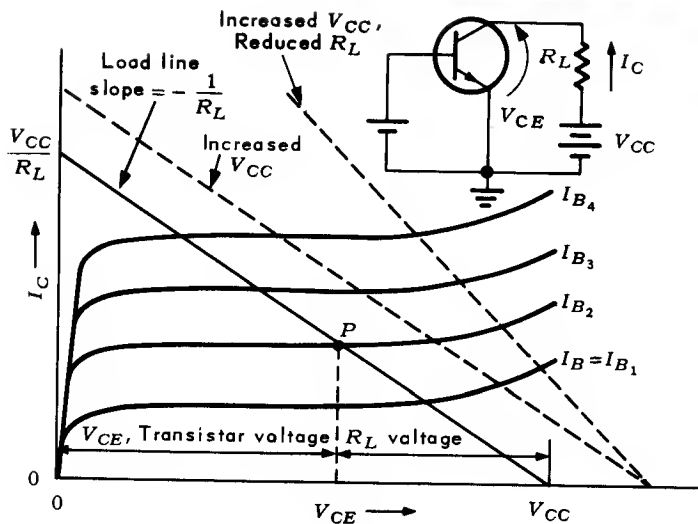 Increased V_CC,
Reduced R_L
Load line
slope = - 1/R_L
Increased
V_CC
V_CC/R_L
R_L
I_C
V_CE
V_CC
I_B4
I_B3
I_B2
I_B = I_B1
P
I_C
V_CE, Transistar voltage
R_L valtage
0
0
V_CE
V_CC